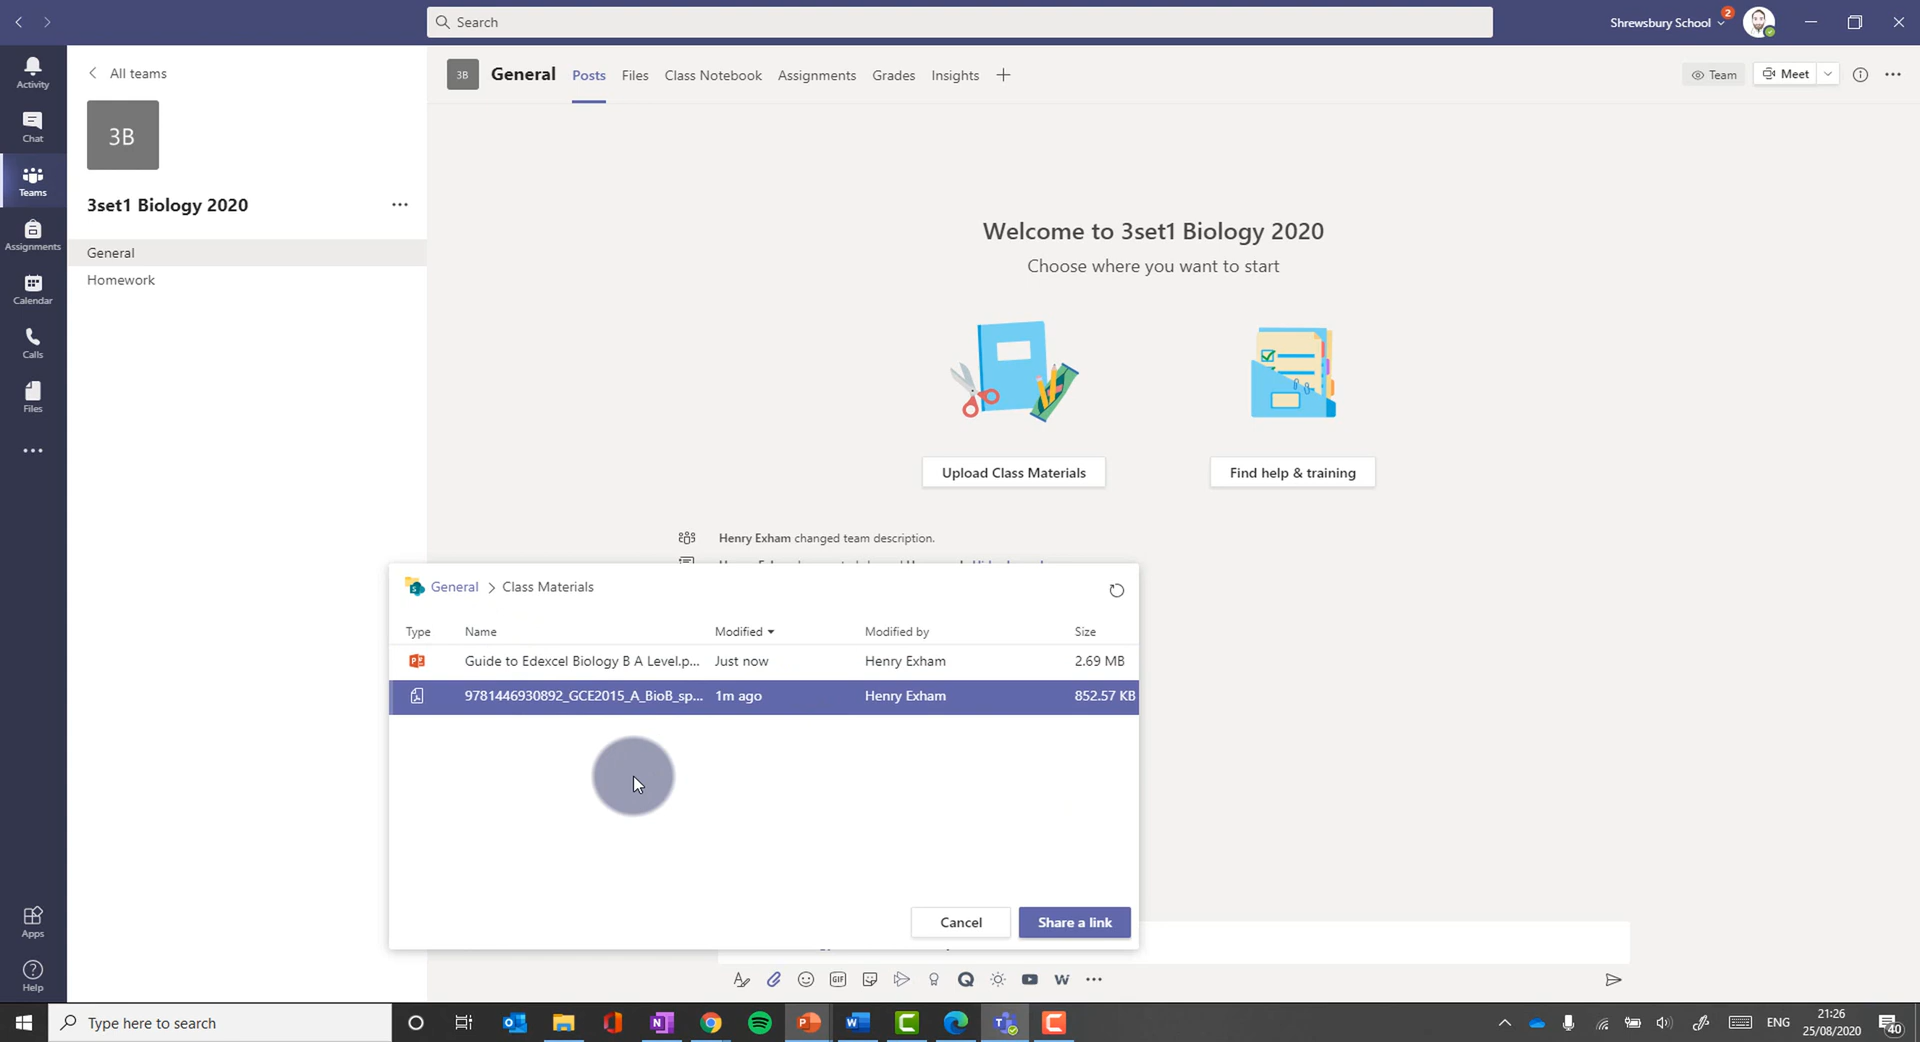 Search
Shrewsbury School
2
Activity
Chat
Teams
Assignments
Calendar
Calls
Files
Apps
Help
All teams
3B
3set1 Biology 2020
General
Homework
3B
General
Posts
Files
Class Notebook
Assignments
Grades
Insights
Team
Meet
Welcome to 3set1 Biology 2020
Choose where you want to start
Upload Class Materials
Find help & training
Henry Exham changed team description.
General > Class Materials
Type Name Modified Modified by Size
Guide to Edexcel Biology B A Level.p... Just now Henry Exham 2.69 MB
9781446930892_GCE2015_A_BioB_sp... 1m ago Henry Exham 852.57 KB
Cancel
Share a link
GIF
Type here to search
ENG
21:26
25/08/2020
40